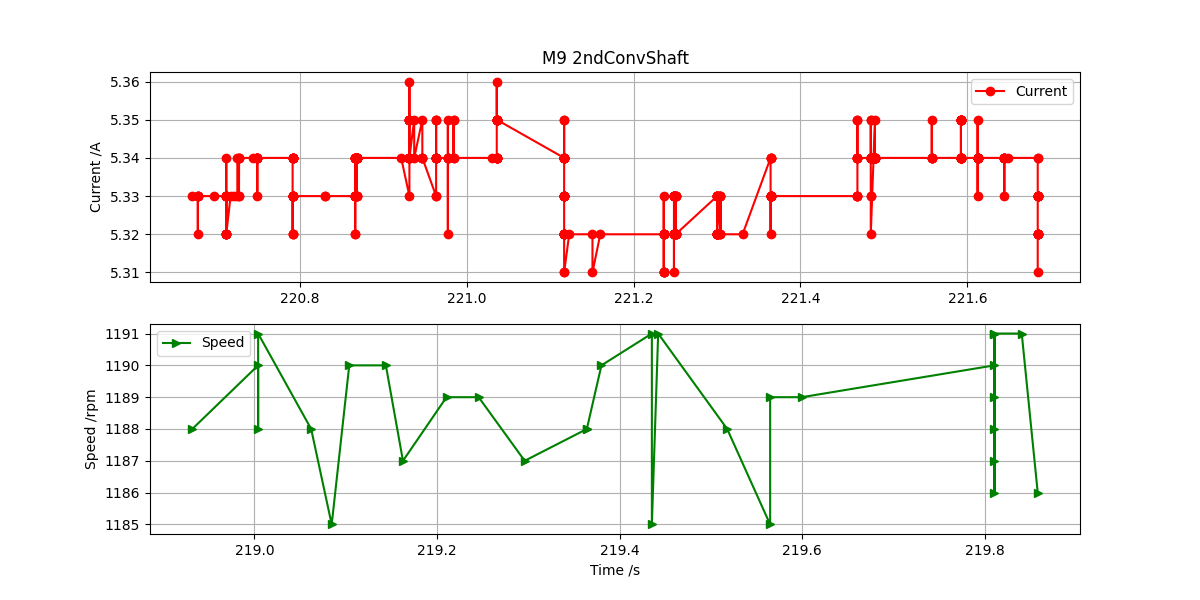 M9 2ndConvShaft
Current /A
5.36
5.35
5.34
5.33
5.32
5.31
Current
220.8 221.0 221.2 221.4 221.6
Speed /rpm
1191
1190
1189
1188
1187
1186
1185
Speed
219.0 219.2 219.4 219.6 219.8
Time /s